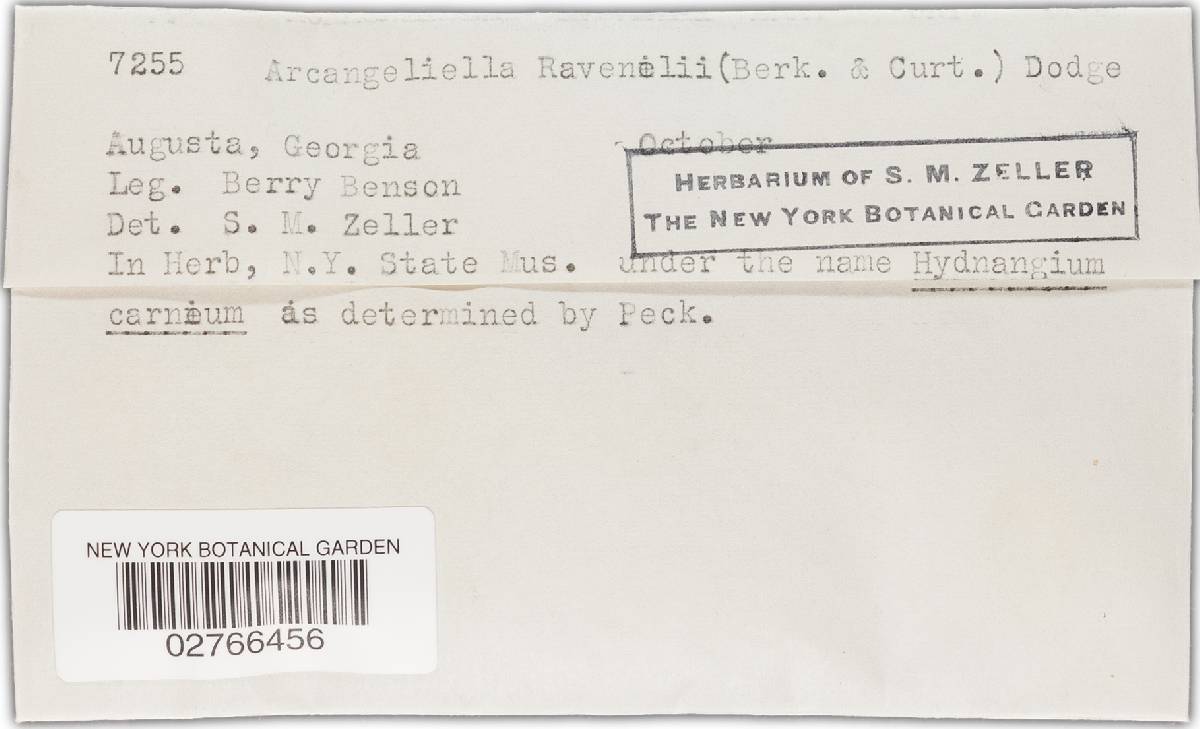 7255 Arcangeliella Ravenelii (Berk. & Curt.) Dodge
Augusta, Georgia October
Leg. Berry Benson
Det. S. M. Zeller
HERBARIUM OF S. M. ZELLER
THE NEW YORK BOTANICAL GARDEN
In Herb, N.Y. State Mus. under the name Hydnangium
carneum as determined by Peck.
NEW YORK BOTANICAL GARDEN
02766456